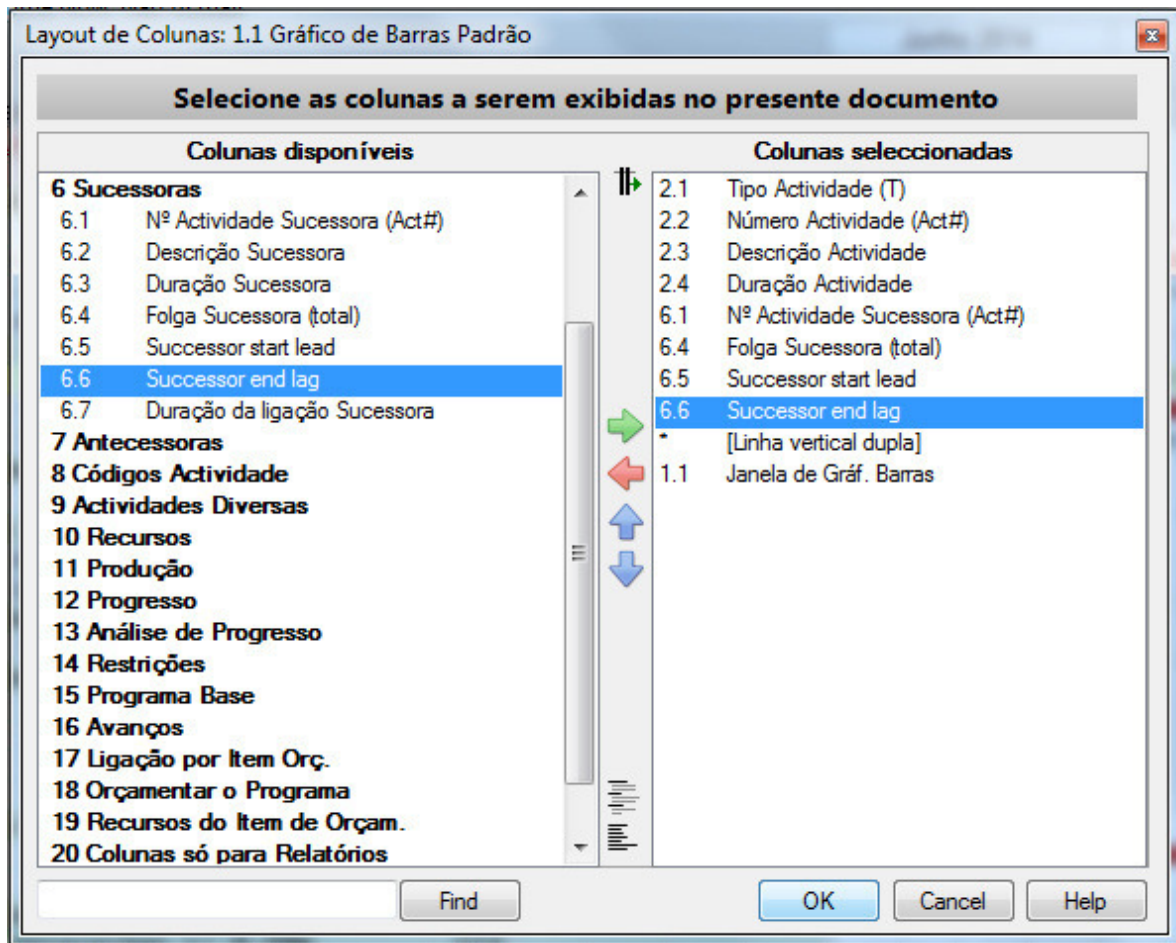 Layout de Colunas: 1.1 Gráfico de Barras Padrão
Selecione as colunas a serem exibidas no presente documento
Colunas disponíveis
6 Sucessoras
6.1 Nº Actividade Sucessora (Act#)
6.2 Descrição Sucessora
6.3 Duração Sucessora
6.4 Folga Sucessora (total)
6.5 Successor start lead
6.6 Successor end lag
6.7 Duração da ligação Sucessora
7 Antecessoras
8 Códigos Actividade
9 Actividades Diversas
10 Recursos
11 Produção
12 Progresso
13 Análise de Progresso
14 Restrições
15 Programa Base
16 Avanços
17 Ligação por Item Orç.
18 Orçamentar o Programa
19 Recursos do Item de Orçam.
20 Colunas só para Relatórios
Colunas seleccionadas
2.1 Tipo Actividade (T)
2.2 Número Actividade (Act#)
2.3 Descrição Actividade
2.4 Duração Actividade
6.1 Nº Actividade Sucessora (Act#)
6.4 Folga Sucessora (total)
6.5 Successor start lead
6.6 Successor end lag
* [Linha vertical dupla]
1.1 Janela de Gráf. Barras
Find
OK
Cancel
Help